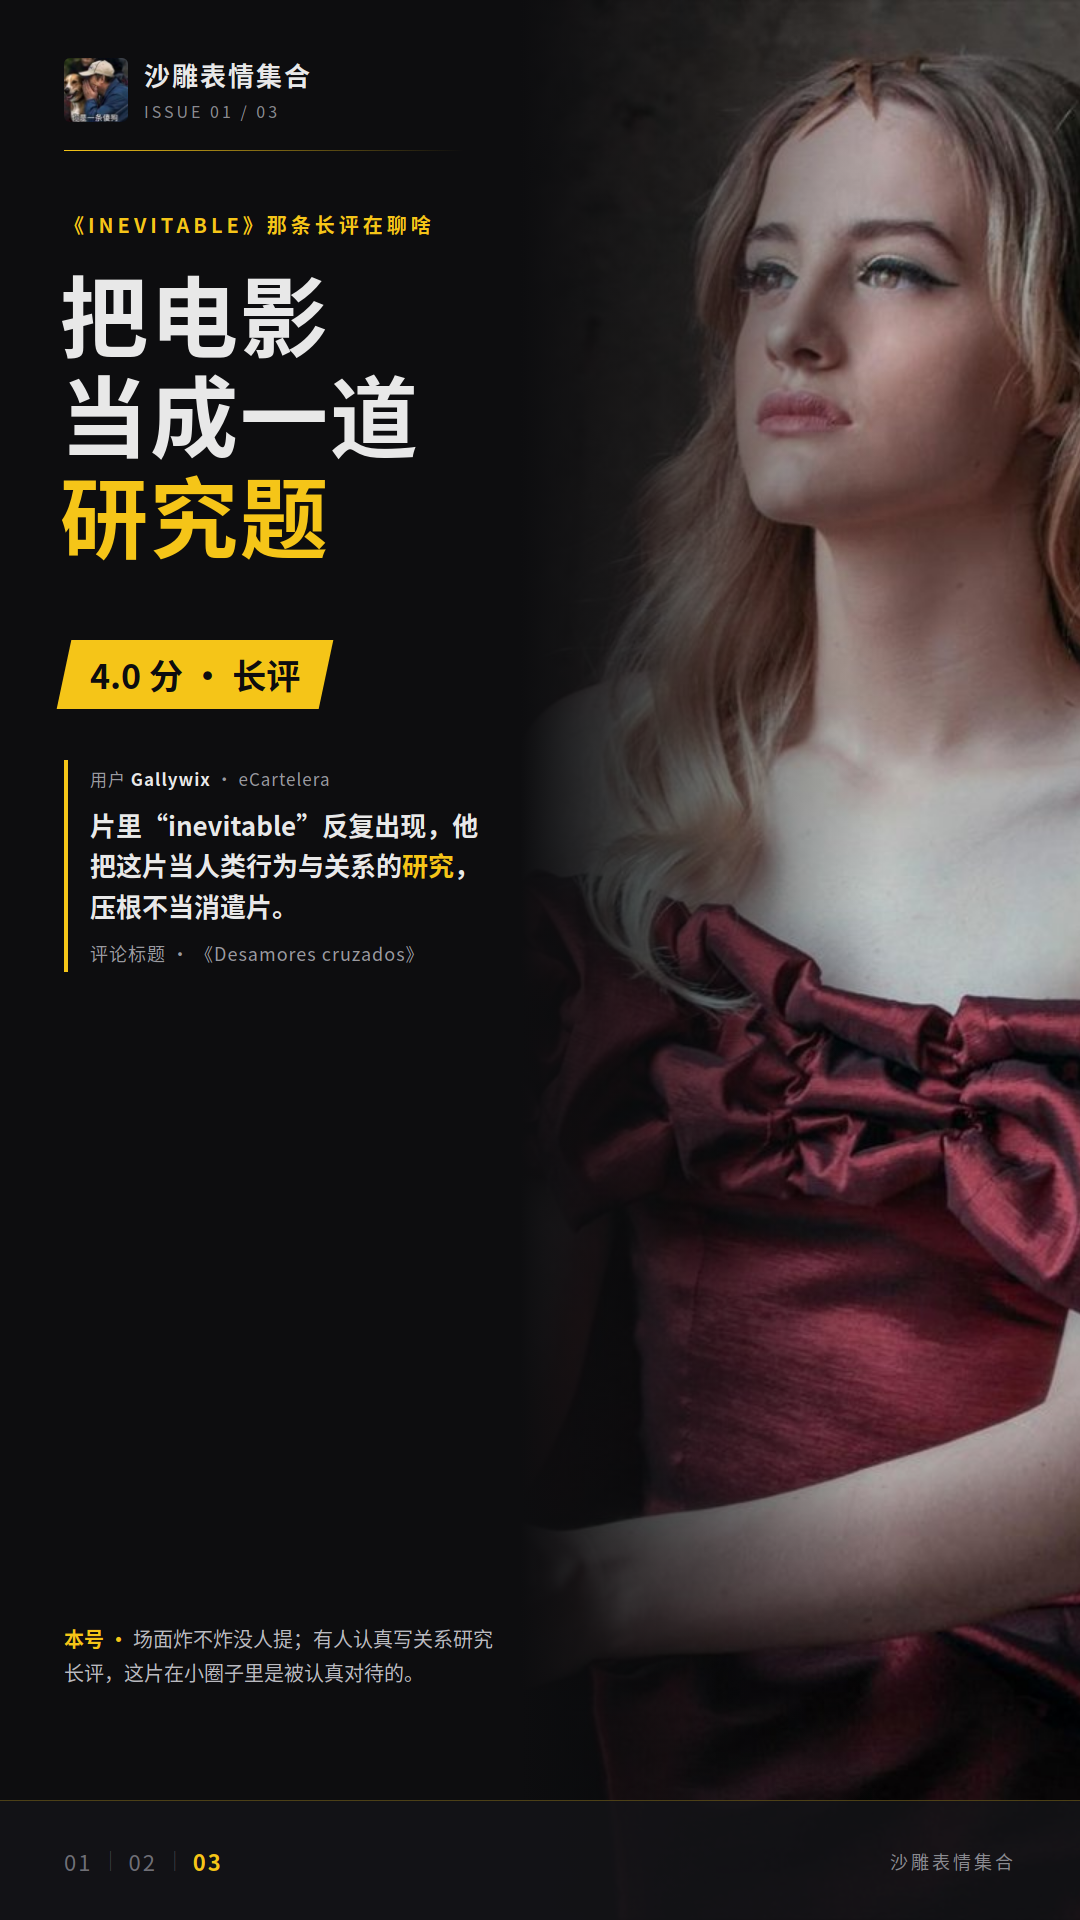 沙雕表情集合
ISSUE 01 / 03
《INEVITABLE》那条长评在聊啥
把电影
当成一道
研究题
4.0 分 · 长评
用户 Gallywix · eCartelera
片里“inevitable”反复出现，他
把这片当人类行为与关系的研究，
压根不当消遣片。
评论标题 · 《Desamores cruzados》
本号 · 场面炸不炸没人提；有人认真写关系研究
长评，这片在小圈子里是被认真对待的。
01 | 02 | 03
沙雕表情集合